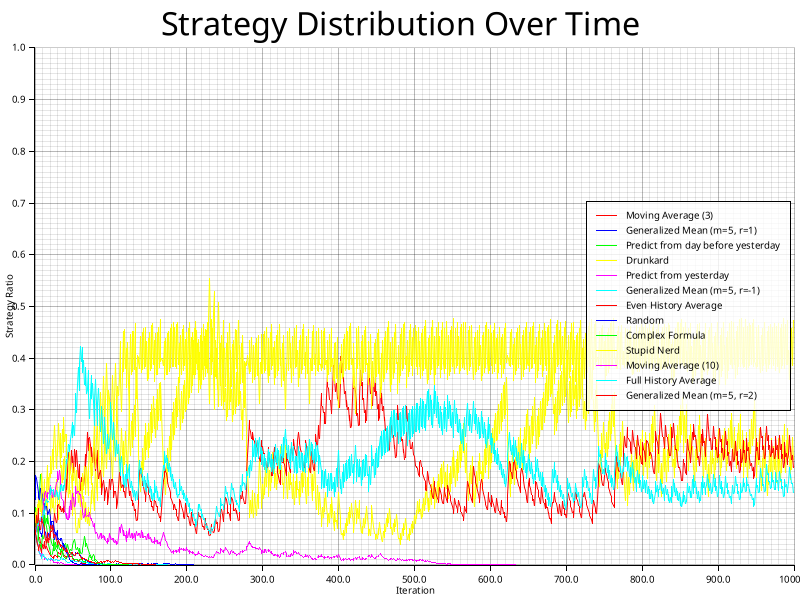 Strategy Distribution Over Time
1.0
0.9
0.8
0.7
0.6
0.5
0.4
0.3
0.2
0.1
0.0
Strategy Ratio
Moving Average (3)
Generalized Mean (m=5, r=1)
Predict from day before yesterday
Drunkard
Predict from yesterday
Generalized Mean (m=5, r=-1)
Even History Average
Random
Complex Formula
Stupid Nerd
Moving Average (10)
Full History Average
Generalized Mean (m=5, r=2)
0.0 100.0 200.0 300.0 400.0 500.0 600.0 700.0 800.0 900.0 1000
Iteration